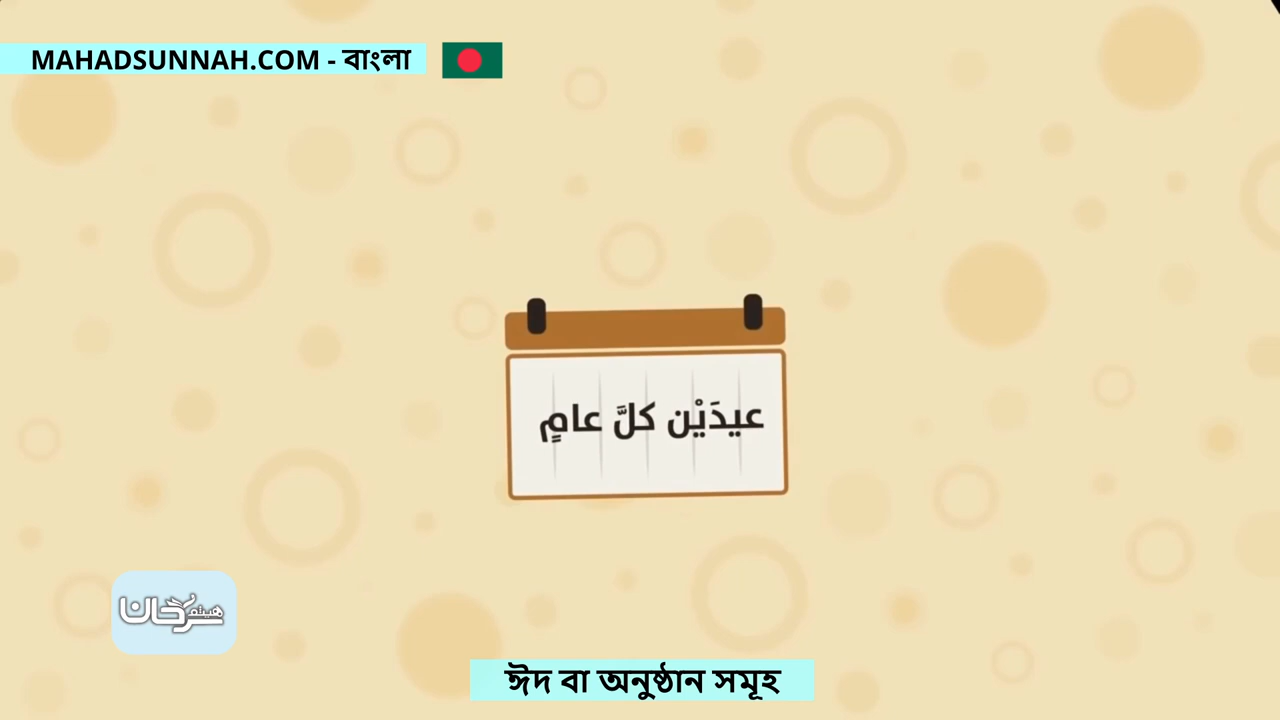 MAHADSUNNAH.COM - বাংলা
عيدَيْن كلَّ عامٍ
ঈদ বা অনুষ্ঠান সমূহ